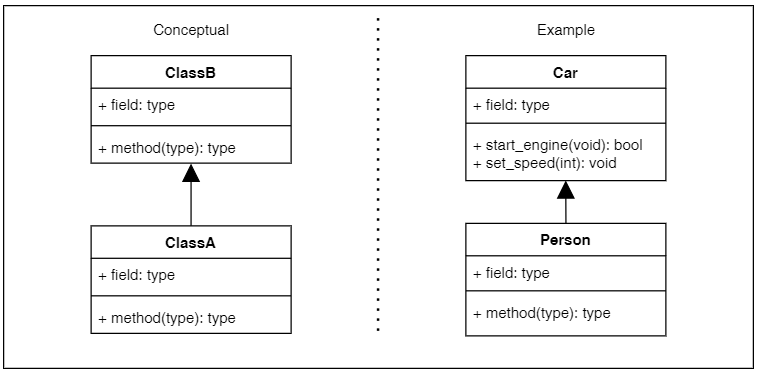 Conceptual
ClassB
+ field: type
+ method(type): type
ClassA
+ field: type
+ method(type): type
Example
Car
+ field: type
+ start_engine(void): bool
+ set_speed(int): void
Person
+ field: type
+ method(type): type